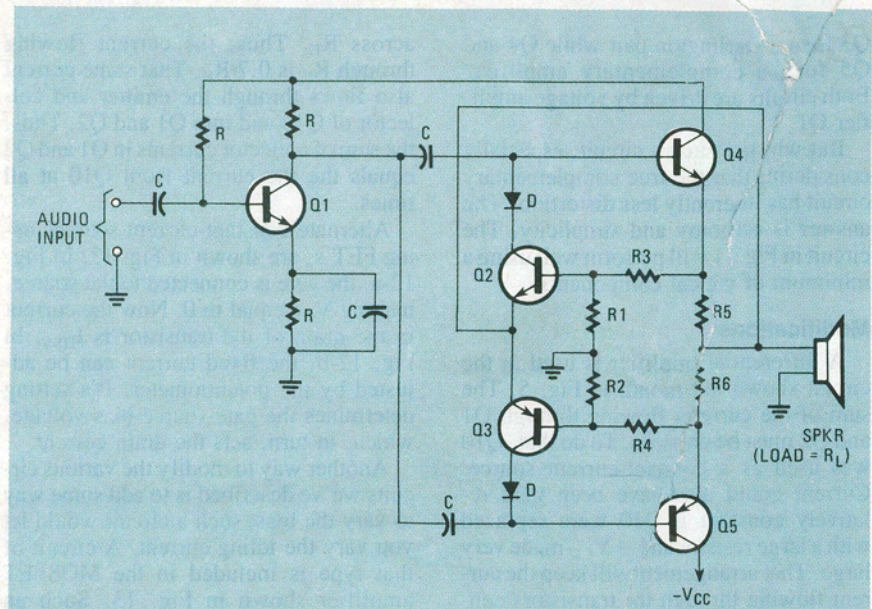 R
R
C
C
Q4
D
C
Q1
AUDIO
INPUT
Q2
R3
R
C
R1
R5
R2
R6
Q3
R4
SPKR
(LOAD = RL)
D
C
Q5
-VCC